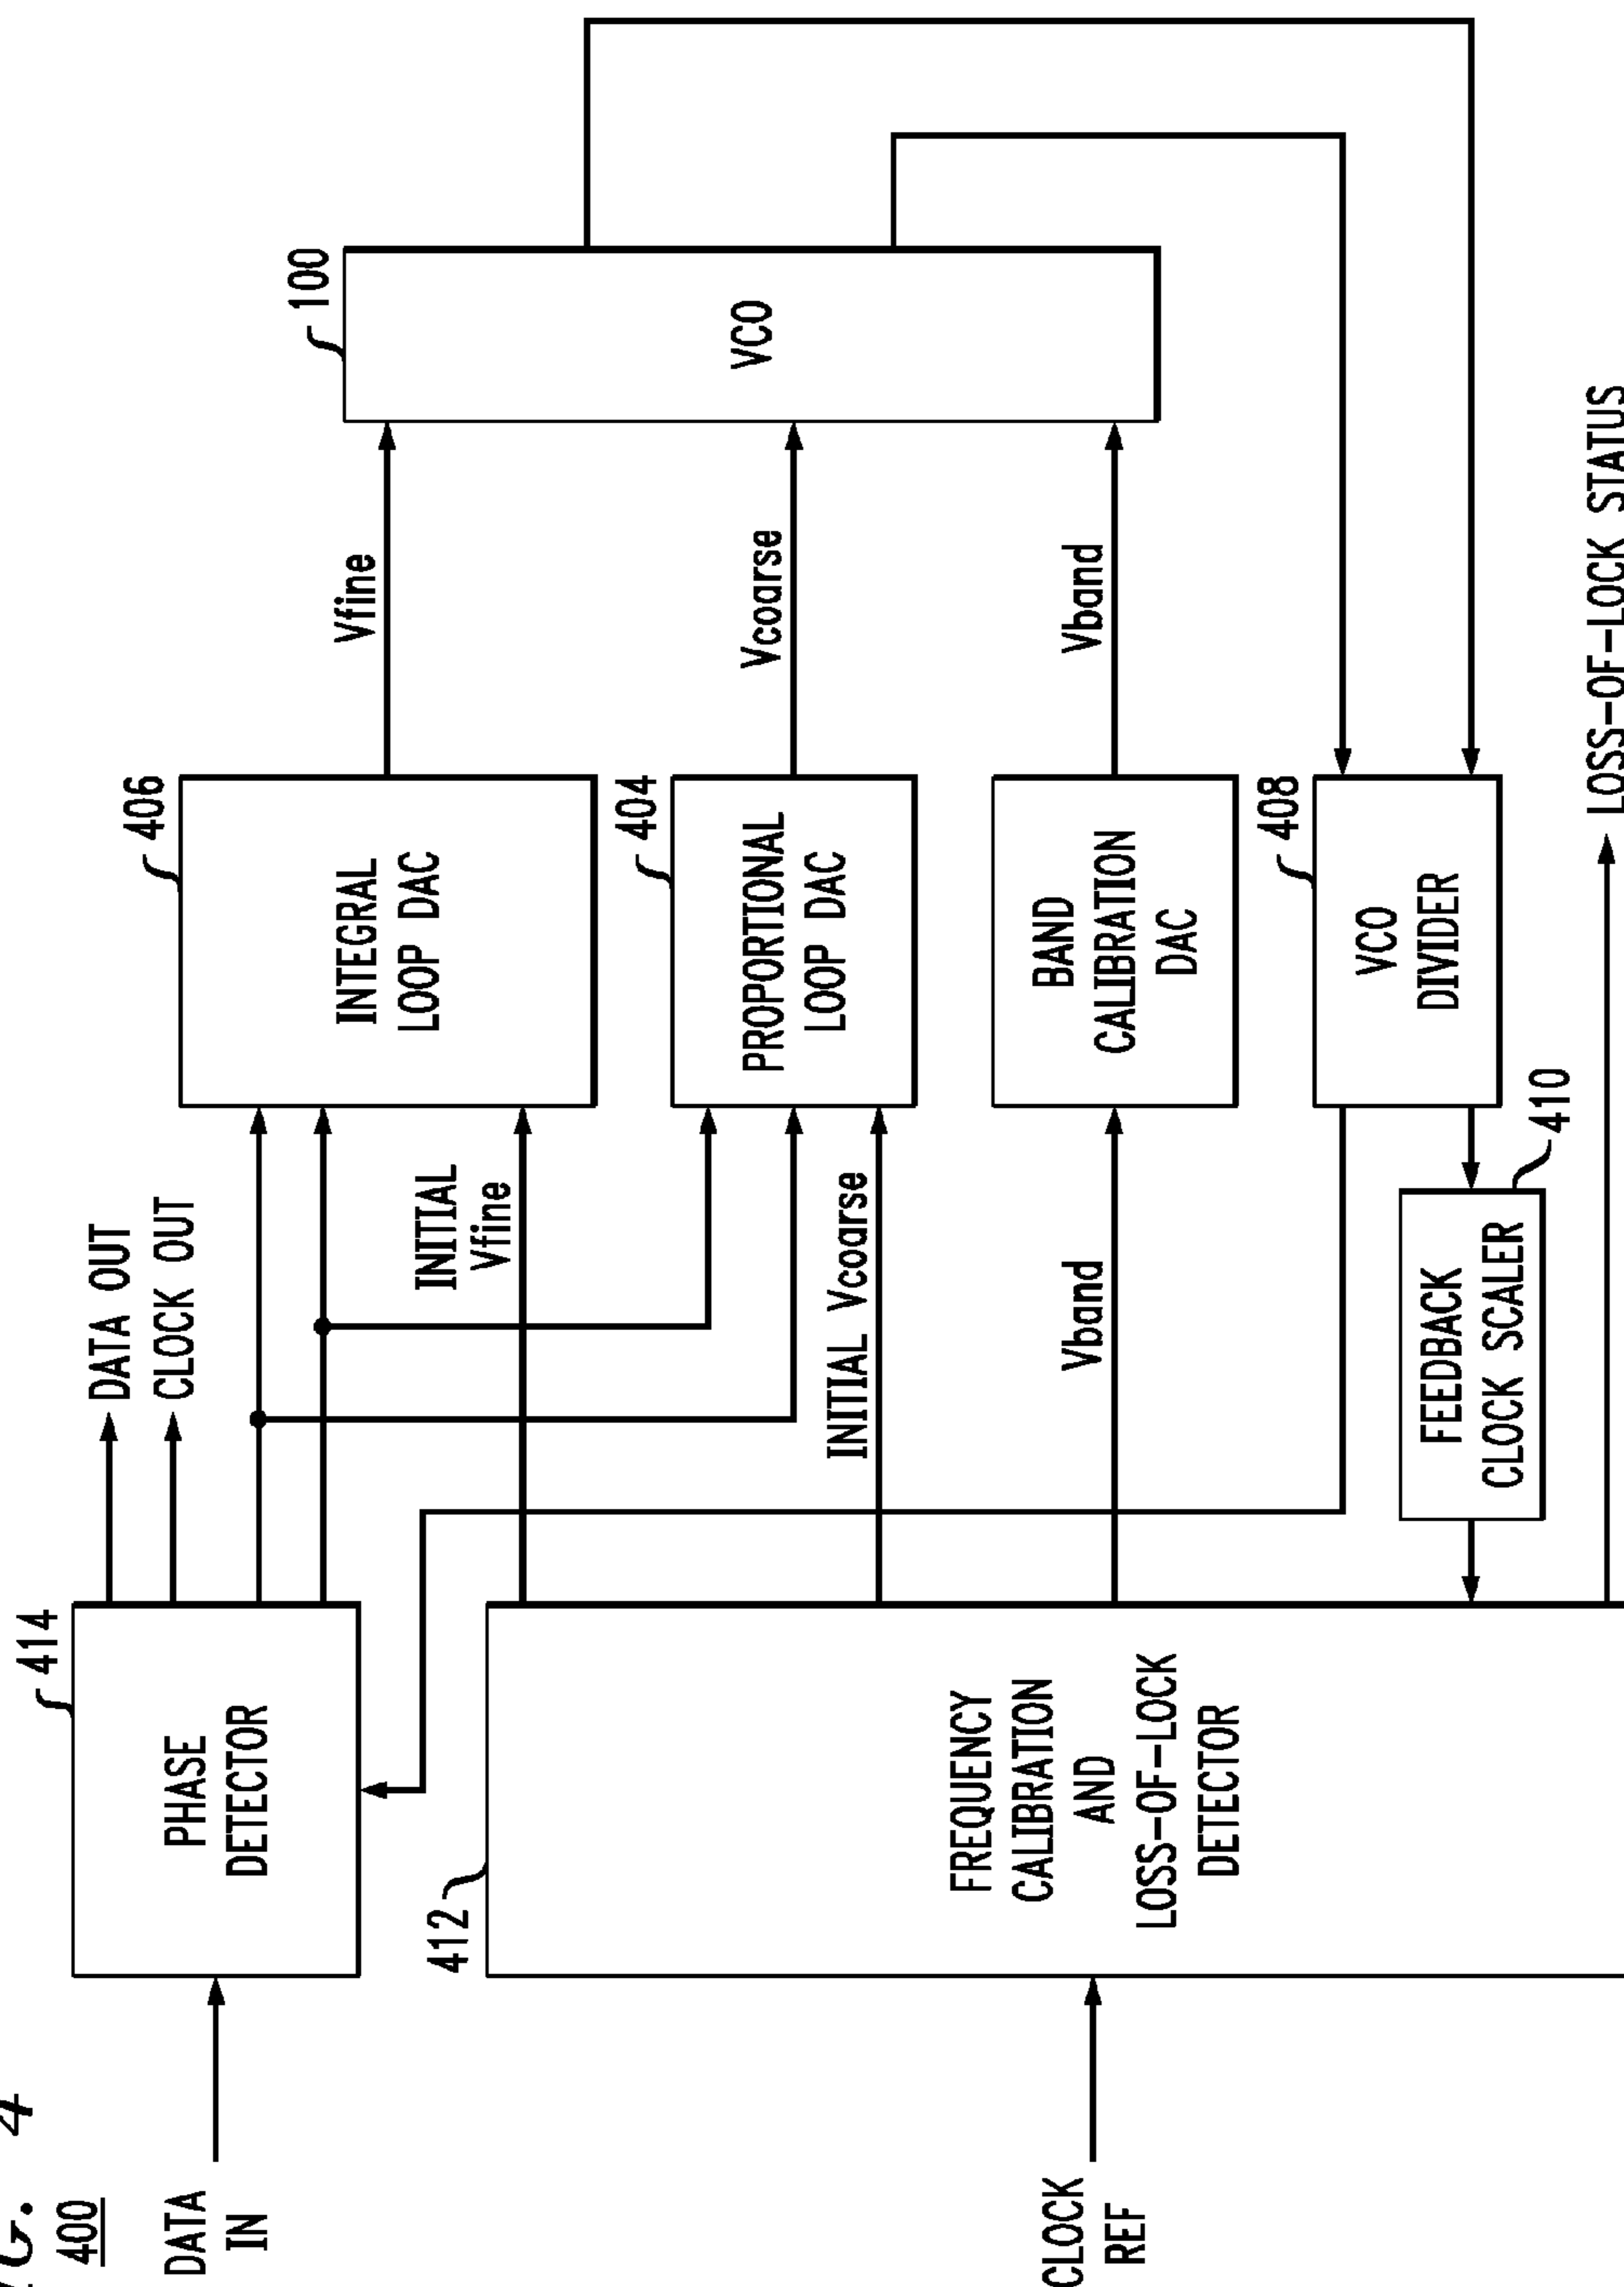 4
400
DATA
IN
CLOCK
REF
414
PHASE
DETECTOR
412
FREQUENCY
CALIBRATION
AND
LOSS-OF-LOCK
DETECTOR
DATA OUT
CLOCK OUT
INITIAL
Vfine
INITIAL Vcoarse
Vband
FEEDBACK
CLOCK SCALER
410
406
INTEGRAL
LOOP DAC
404
PROPORTIONAL
LOOP DAC
BAND
CALIBRATION
DAC
408
VCO
DIVIDER
LOSS-OF-LOCK STATUS
Vfine
Vcoarse
Vband
100
VCO